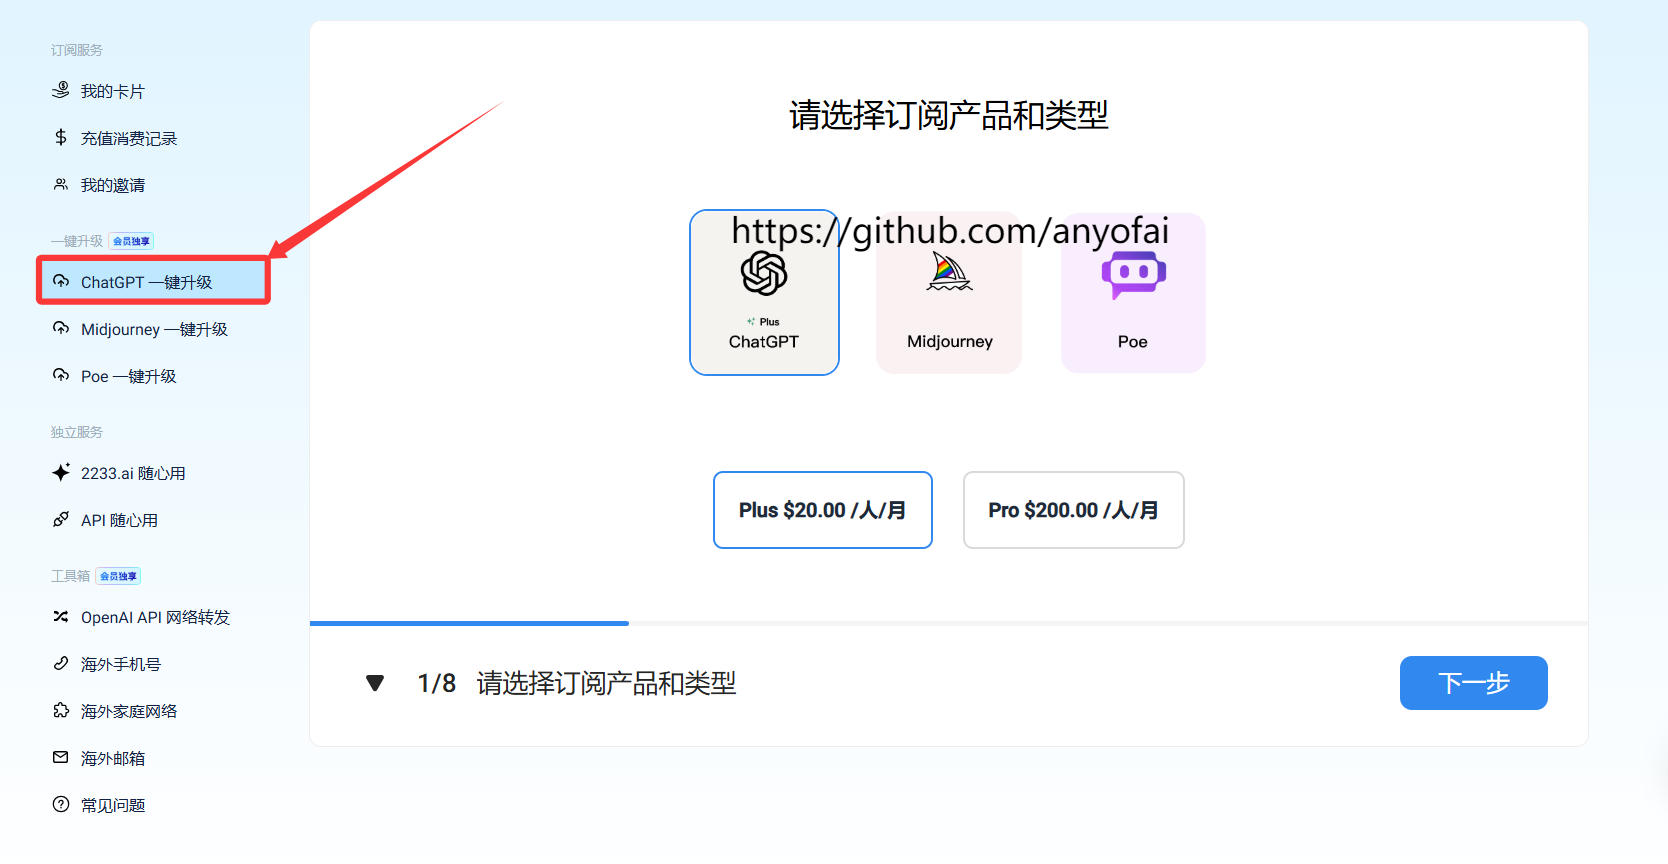 订阅服务
我的卡片
充值消费记录
我的邀请
一键升级 会员独享
ChatGPT 一键升级
Midjourney 一键升级
Poe 一键升级
独立服务
2233.ai 随心用
API 随心用
工具箱 会员独享
OpenAI API 网络转发
海外手机号
海外家庭网络
海外邮箱
常见问题
请选择订阅产品和类型
https://github.com/anyofai
Plus
ChatGPT
Midjourney
Poe
Plus $20.00 /人/月
Pro $200.00 /人/月
1/8 请选择订阅产品和类型
下一步